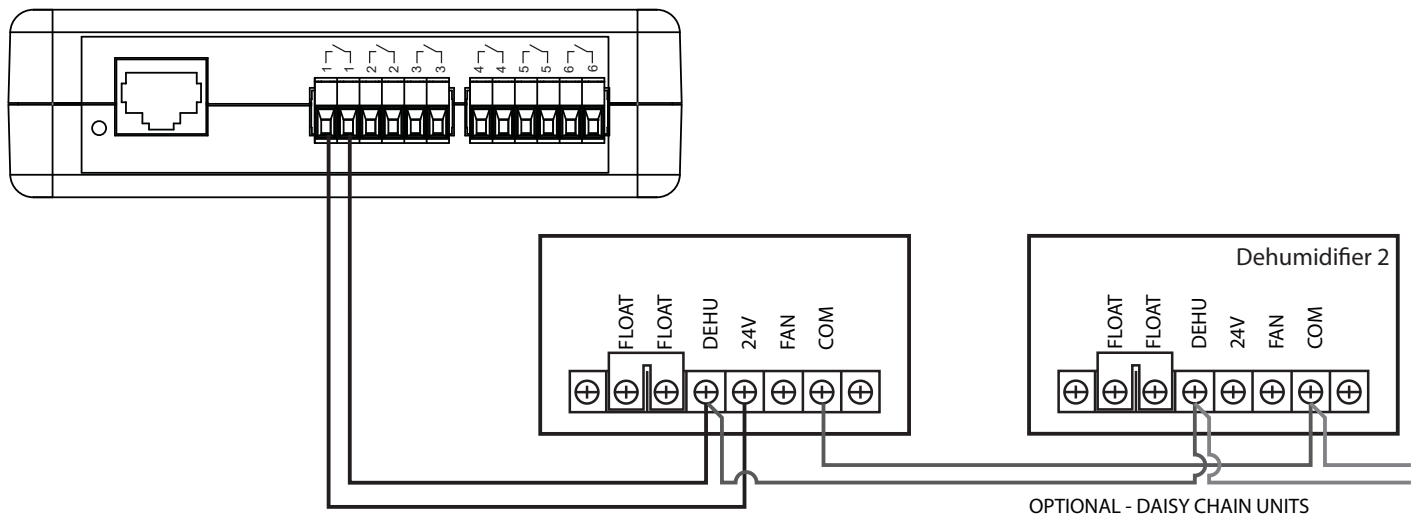 1 1 2 2 3 3 4 4 5 5 6 6
Dehumidifier 2
FLOAT
FLOAT
DEHU
24V
FAN
COM
FLOAT
FLOAT
DEHU
24V
FAN
COM
OPTIONAL - DAISY CHAIN UNITS